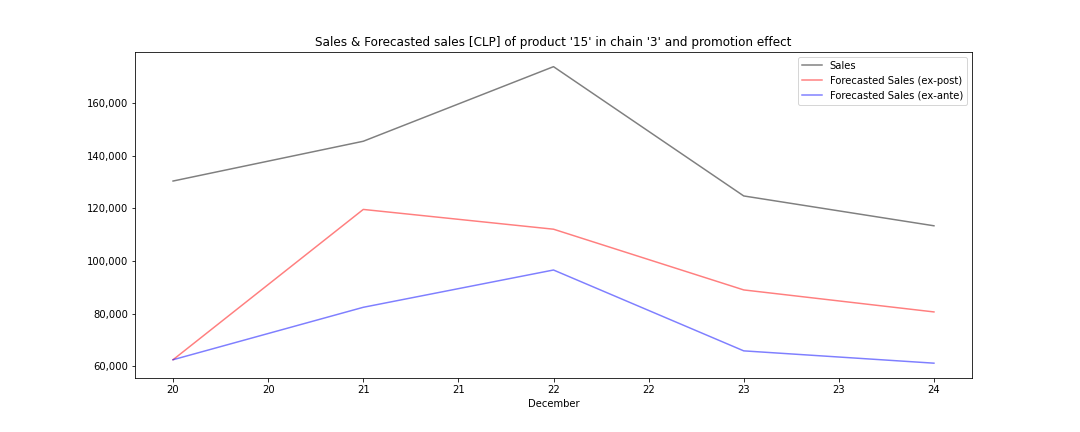 Sales & Forecasted sales [CLP] of product '15' in chain '3' and promotion effect
Sales
Forecasted Sales (ex-post)
Forecasted Sales (ex-ante)
160,000
140,000
120,000
100,000
80,000
60,000
20 20 21 21 22 22 23 23 24
December